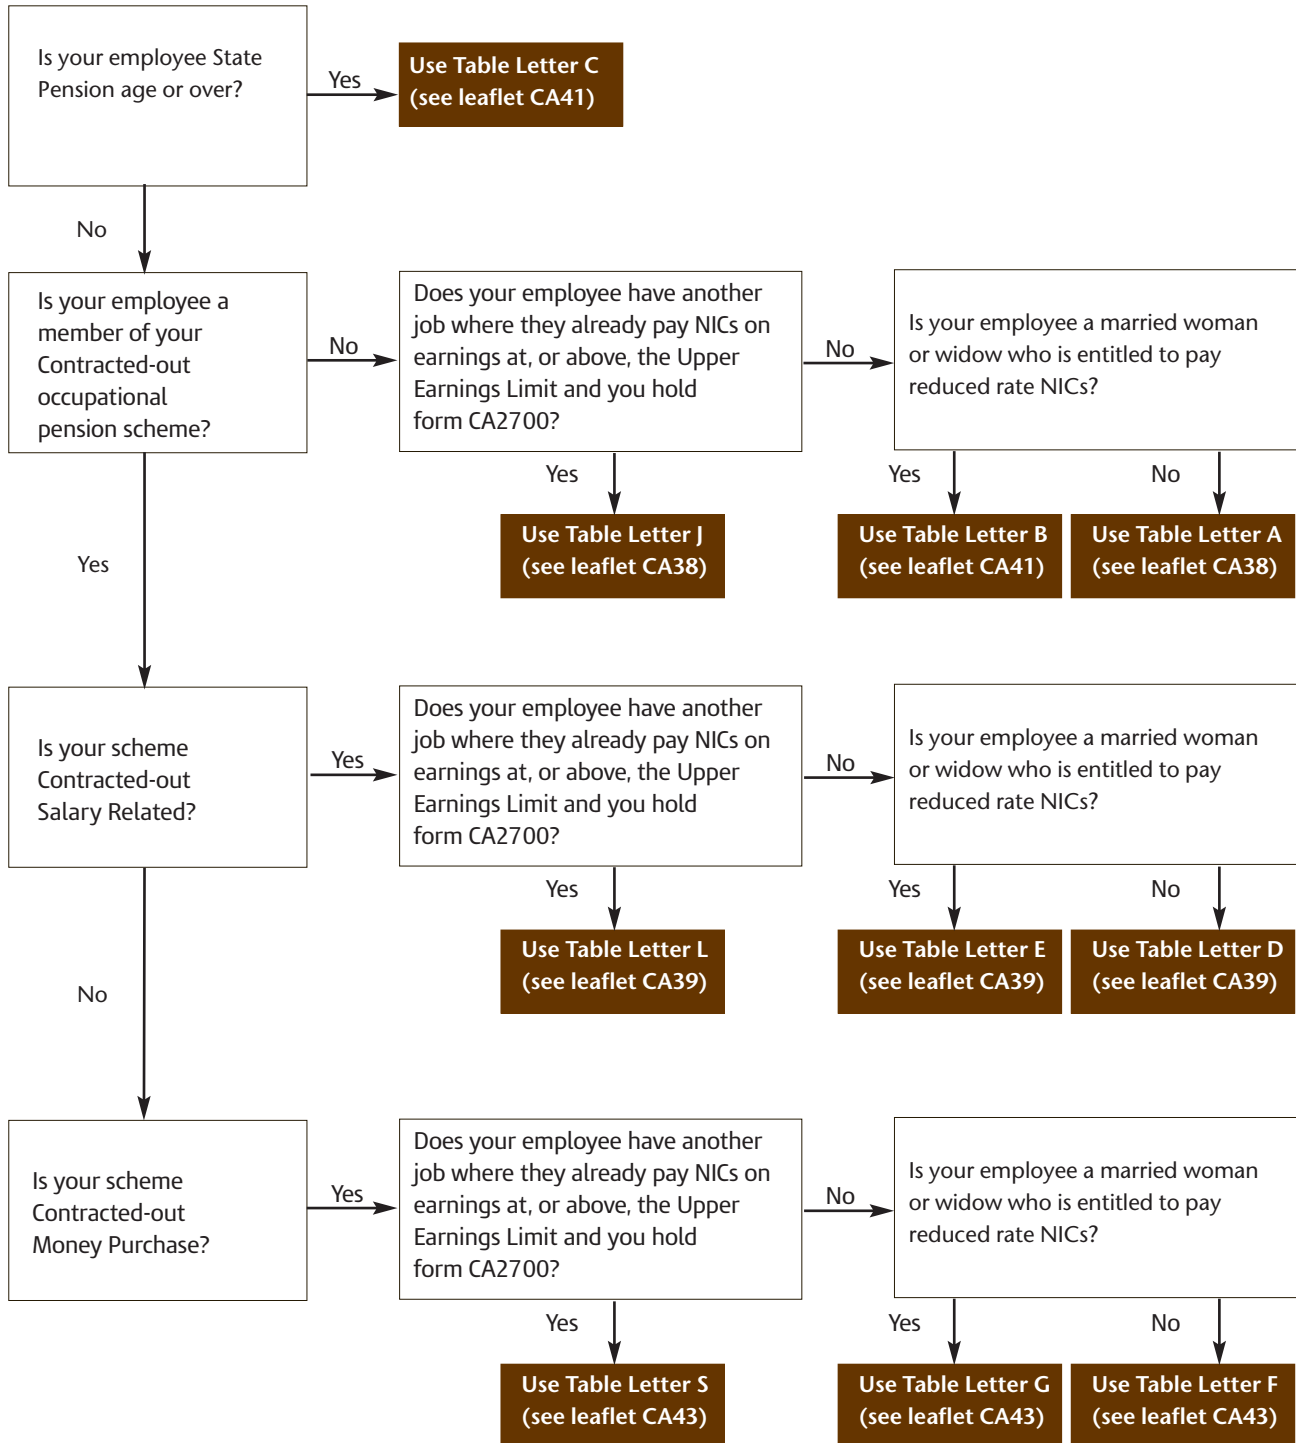 Is your employee State
Pension age or over?
Yes
Use Table Letter C
(see leaflet CA41)
No
Is your employee a
member of your
Contracted-out
occupational
pension scheme?
No
Does your employee have another
job where they already pay NICs on
earnings at, or above, the Upper
Earnings Limit and you hold
form CA2700?
No
Is your employee a married woman
or widow who is entitled to pay
reduced rate NICs?
Yes
Yes
No
Use Table Letter J
(see leaflet CA38)
Use Table Letter B
(see leaflet CA41)
Use Table Letter A
(see leaflet CA38)
Yes
Is your scheme
Contracted-out
Salary Related?
Yes
Does your employee have another
job where they already pay NICs on
earnings at, or above, the Upper
Earnings Limit and you hold
form CA2700?
No
Is your employee a married woman
or widow who is entitled to pay
reduced rate NICs?
Yes
Yes
No
Use Table Letter L
(see leaflet CA39)
Use Table Letter E
(see leaflet CA39)
Use Table Letter D
(see leaflet CA39)
No
Is your scheme
Contracted-out
Money Purchase?
Yes
Does your employee have another
job where they already pay NICs on
earnings at, or above, the Upper
Earnings Limit and you hold
form CA2700?
No
Is your employee a married woman
or widow who is entitled to pay
reduced rate NICs?
Yes
Yes
No
Use Table Letter S
(see leaflet CA43)
Use Table Letter G
(see leaflet CA43)
Use Table Letter F
(see leaflet CA43)